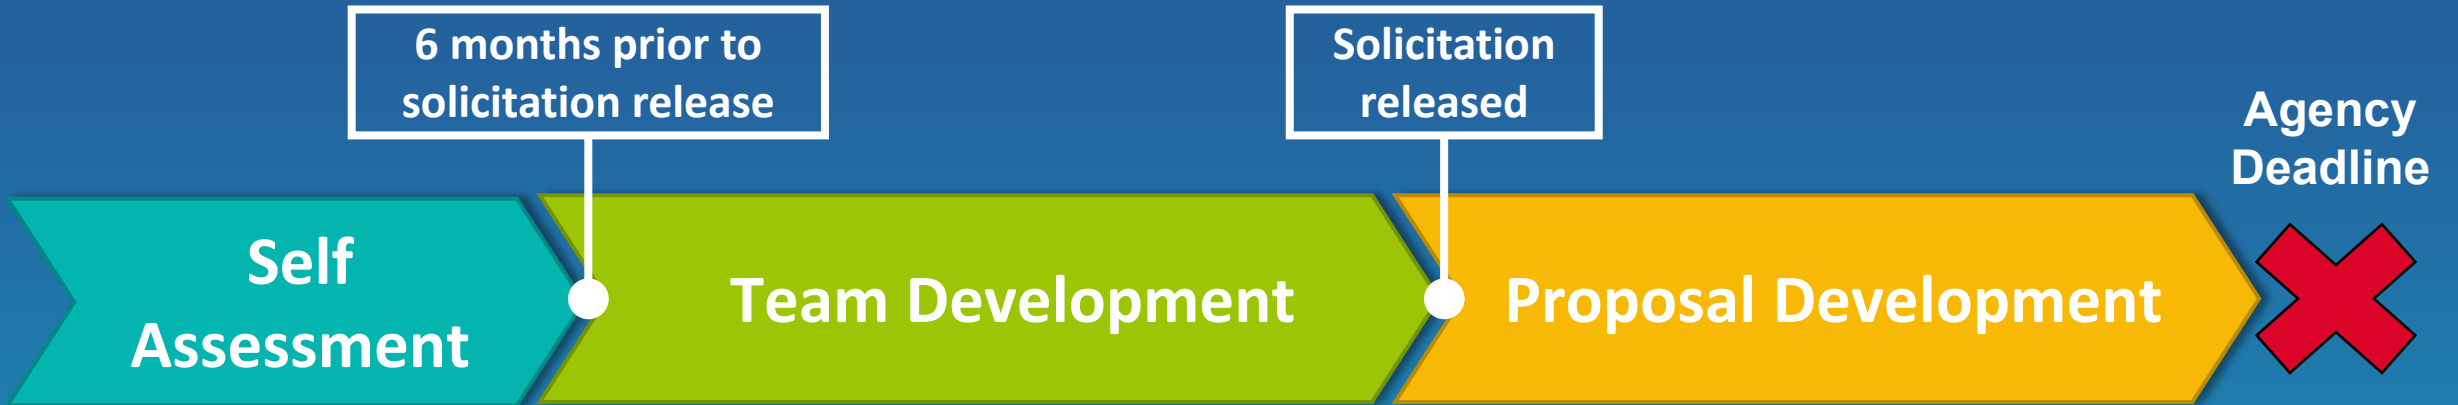 6 months prior to
solicitation release
Solicitation
released
Agency
Deadline
Self
Assessment
Team Development
Proposal Development